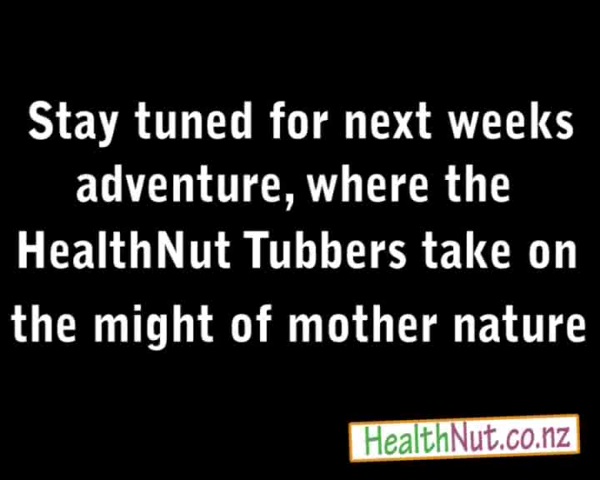 Stay tuned for next weeks
adventure, where the
HealthNut Tubbers take on
the might of mother nature
HealthNut.co.nz